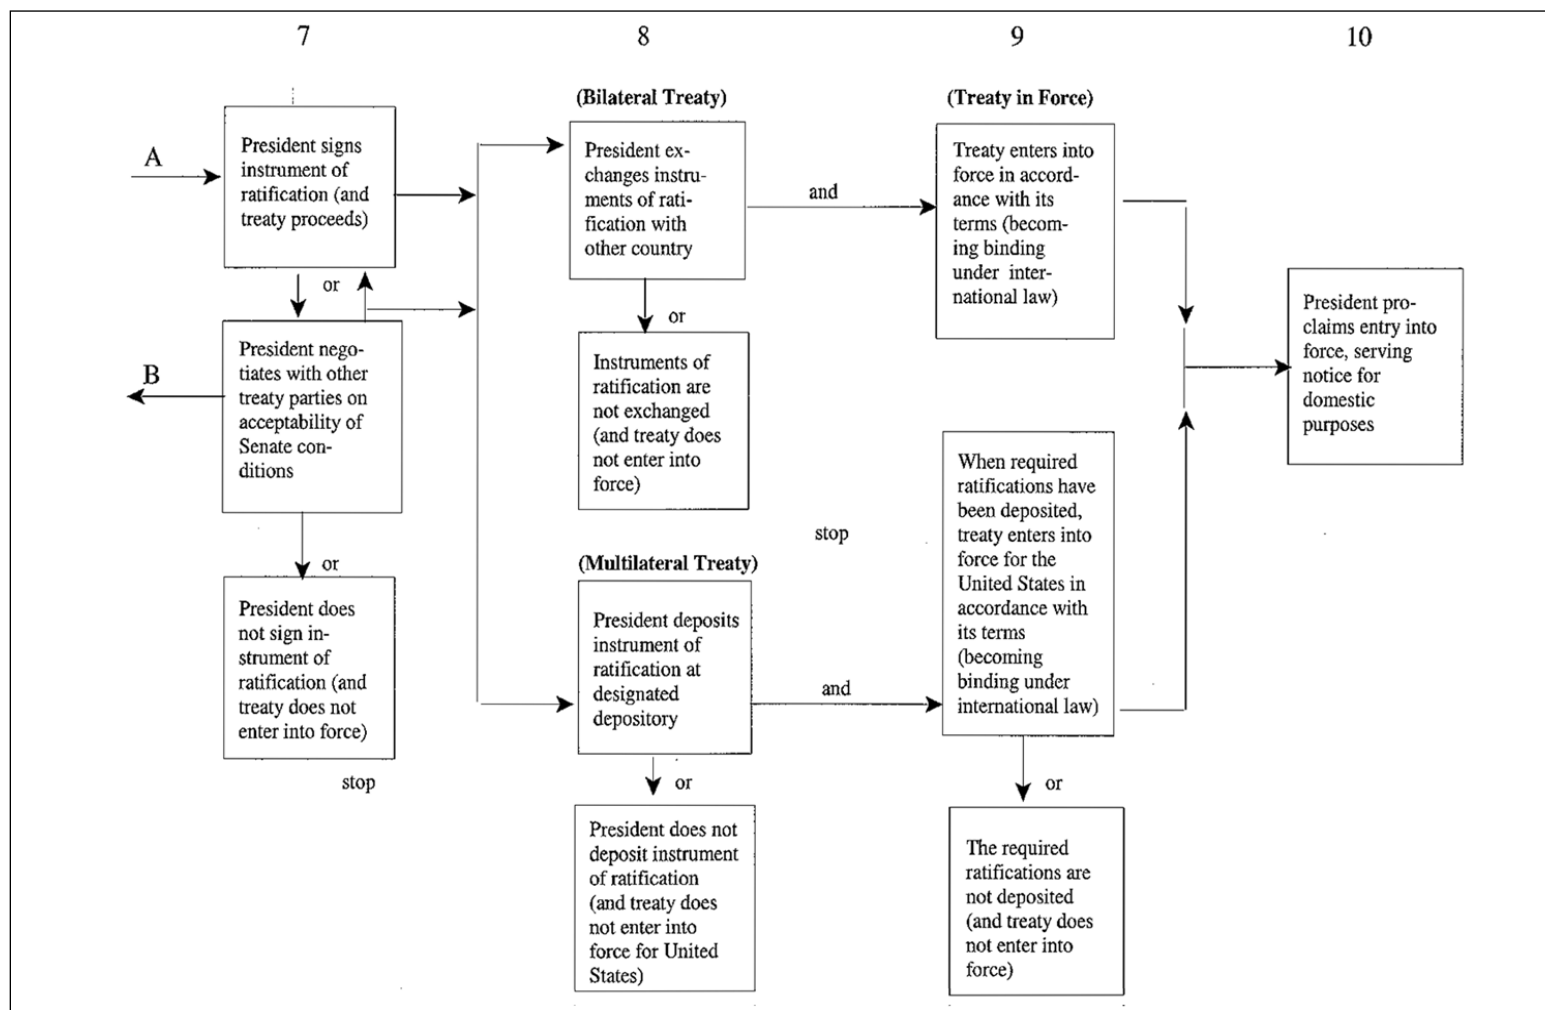 7
8
9
10
A
President signs
instrument of
ratification (and
treaty proceeds)
or
B
President nego-
tiates with other
treaty parties on
acceptability of
Senate con-
ditions
or
President does
not sign in-
strument of
ratification (and
treaty does not
enter into force)
stop
(Bilateral Treaty)
President ex-
changes instru-
ments of rati-
fication with
other country
and
or
Instruments of
ratification are
not exchanged
(and treaty does
not enter into
force)
stop
(Multilateral Treaty)
President deposits
instrument of
ratification at
designated
depository
and
or
President does not
deposit instrument
of ratification
(and treaty does
not enter into
force for United
States)
(Treaty in Force)
Treaty enters into
force in accord-
ance with its
terms (becom-
ing binding
under inter-
national law)
When required
ratifications have
been deposited,
treaty enters into
force for the
United States in
accordance with
its terms
(becoming
binding under
international law)
or
The required
ratifications are
not deposited
(and treaty does
not enter into
force)
President pro-
claims entry into
force, serving
notice for
domestic
purposes